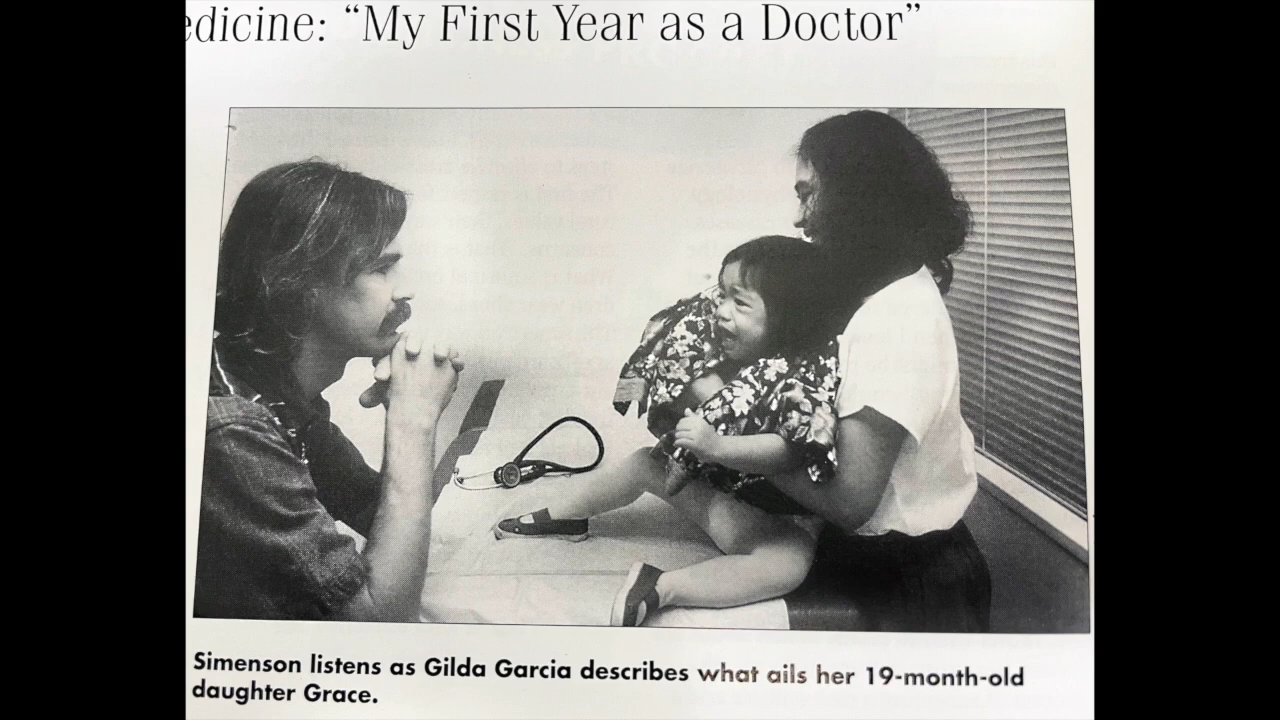 edicine: “My First Year as a Doctor”
Simenson listens as Gilda Garcia describes what ails her 19-month-old
daughter Grace.